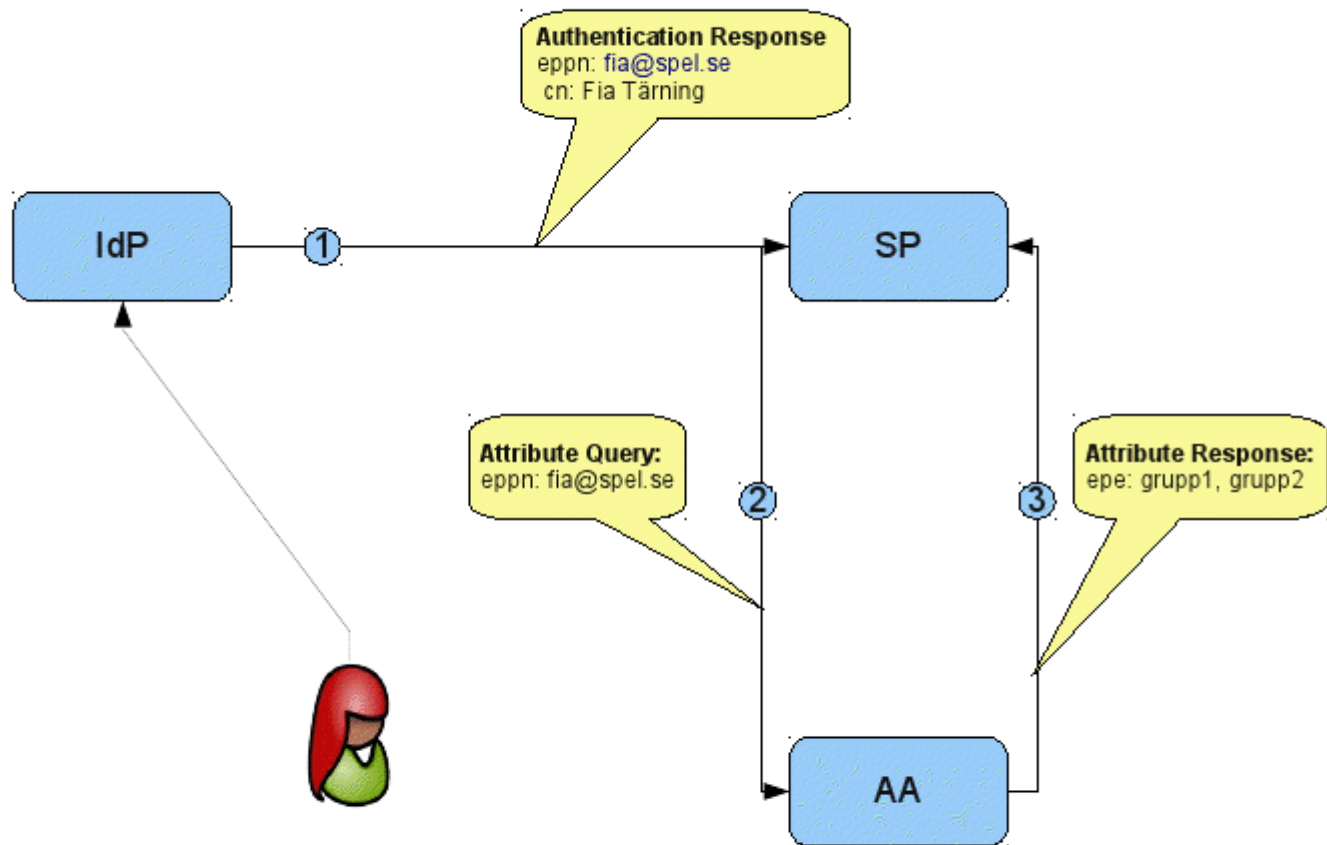 Authentication Response
eppn: fia@spel.se
cn: Fia Tärning
IdP
1
SP
Attribute Query:
eppn: fia@spel.se
2
3
Attribute Response:
epe: grupp1, grupp2
AA